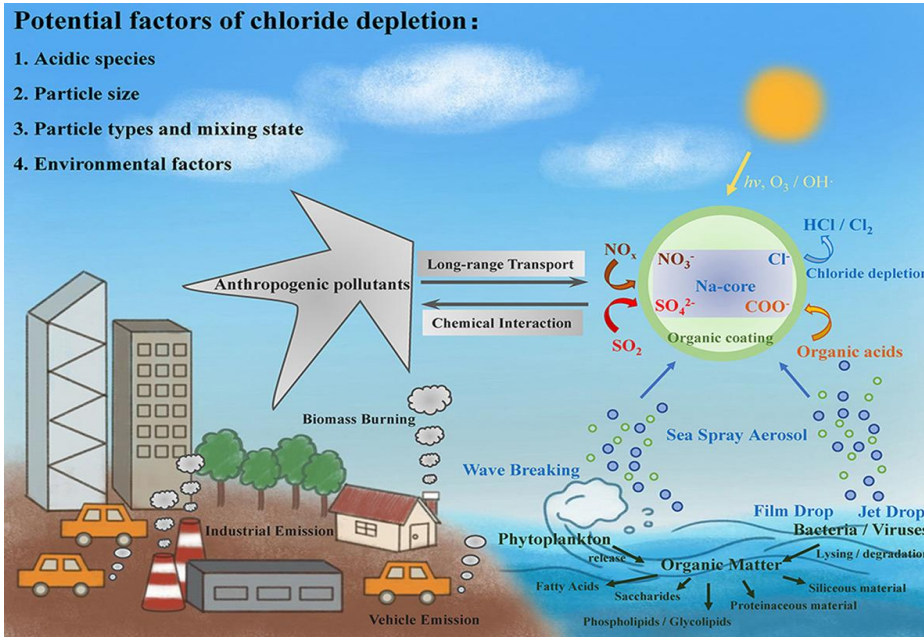 Potential factors of chloride depletion:
1. Acidic species
2. Particle size
3. Particle types and mixing state
4. Environmental factors
hv, O₃ / OH·
HCl / Cl₂
NOₓ
NO₃⁻
Cl⁻
Chloride depletion
Long-range Transport
Anthropogenic pollutants
Na-core
SO₄²⁻
COO⁻
Chemical Interaction
Organic coating
SO₂
Organic acids
Biomass Burning
Sea Spray Aerosol
Wave Breaking
Film Drop
Jet Drop
Industrial Emission
Phytoplankton
Bacteria / Viruses
release
Lysing / degradation
Organic Matter
Fatty Acids
Saccharides
Siliceous material
Proteinaceous material
Phospholipids / Glycolipids
Vehicle Emission